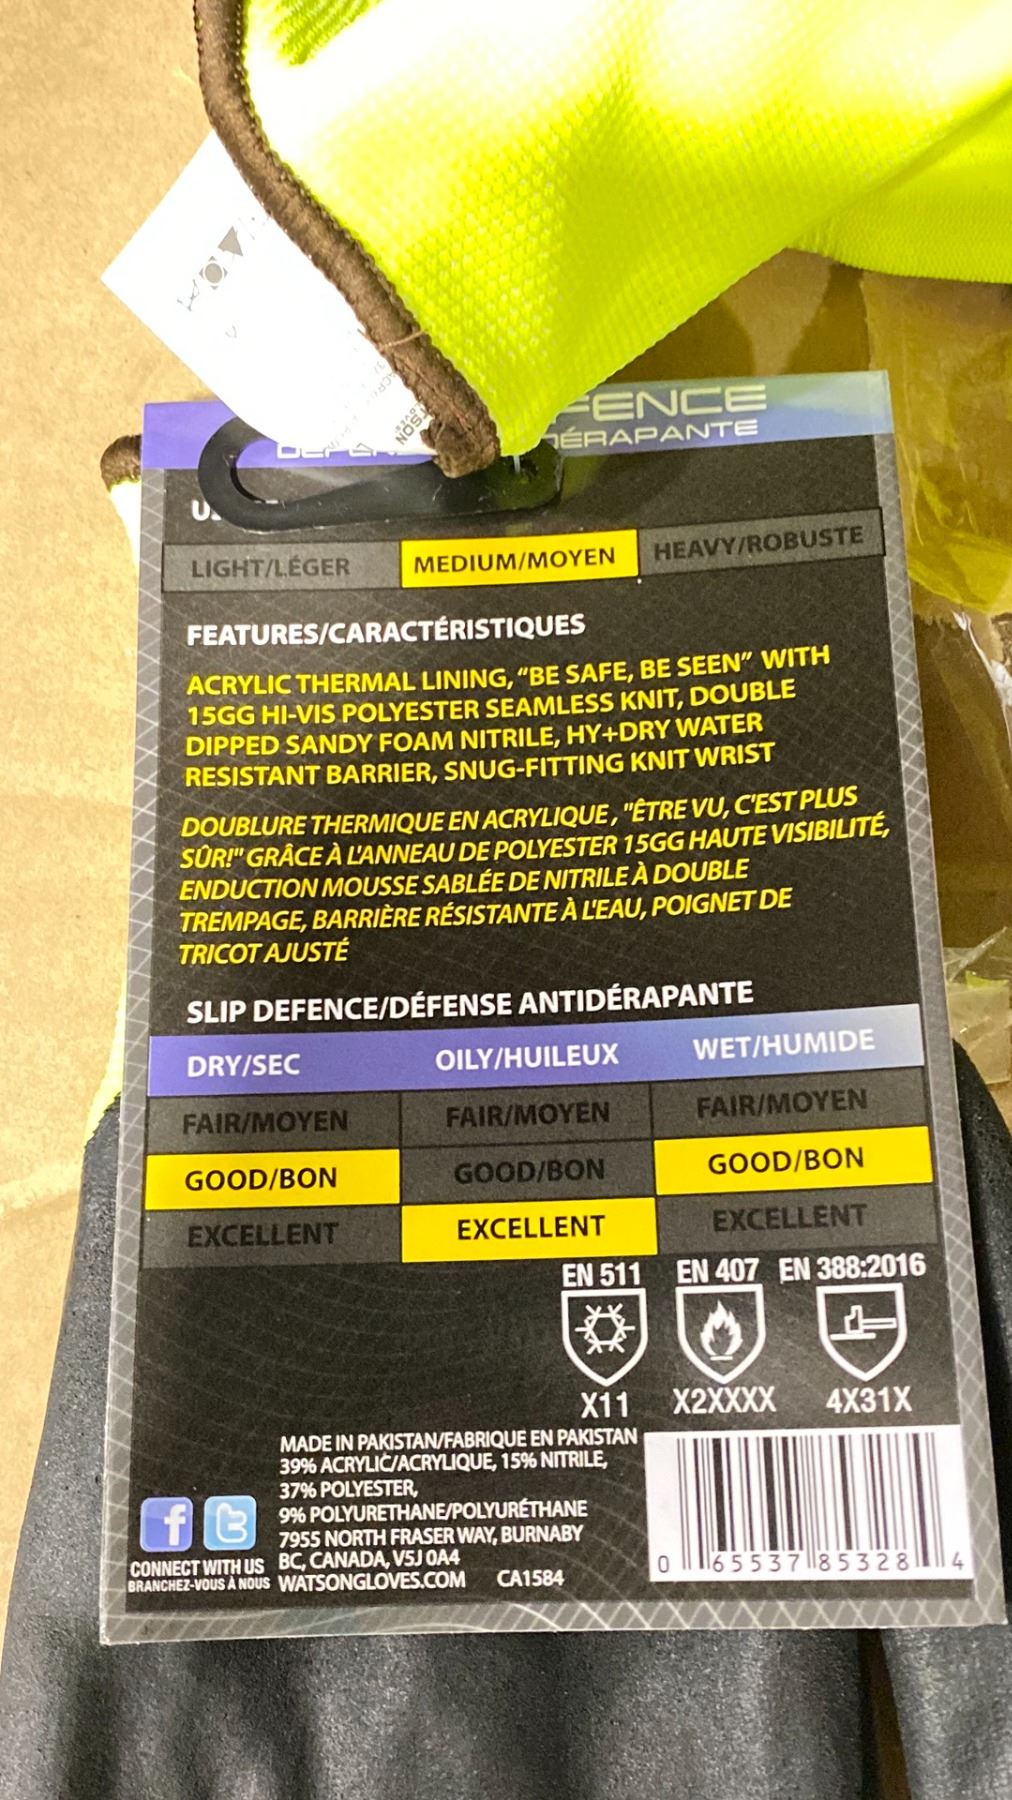 FENCE
DÉRAPANTE
LIGHT/LÉGER
MEDIUM/MOYEN
HEAVY/ROBUSTE
FEATURES/CARACTÉRISTIQUES
ACRYLIC THERMAL LINING, “BE SAFE, BE SEEN” WITH
15GG HI-VIS POLYESTER SEAMLESS KNIT, DOUBLE
DIPPED SANDY FOAM NITRILE, HY+DRY WATER
RESISTANT BARRIER, SNUG-FITTING KNIT WRIST
DOUBLURE THERMIQUE EN ACRYLIQUE, "ÊTRE VU, C'EST PLUS
SÛR!" GRÂCE À L'ANNEAU DE POLYESTER 15GG HAUTE VISIBILITÉ,
ENDUCTION MOUSSE SABLÉE DE NITRILE À DOUBLE
TREMPAGE, BARRIÈRE RÉSISTANTE À L'EAU, POIGNET DE
TRICOT AJUSTÉ
SLIP DEFENCE/DÉFENSE ANTIDÉRAPANTE
DRY/SEC OILY/HUILEUX WET/HUMIDE
FAIR/MOYEN FAIR/MOYEN FAIR/MOYEN
GOOD/BON GOOD/BON GOOD/BON
EXCELLENT EXCELLENT EXCELLENT
EN 511 EN 407 EN 388:2016
X11 X2XXXX 4X31X
MADE IN PAKISTAN/FABRIQUE EN PAKISTAN
39% ACRYLIC/ACRYLIQUE, 15% NITRILE,
37% POLYESTER,
9% POLYURETHANE/POLYURÉTHANE
7955 NORTH FRASER WAY, BURNABY
BC, CANADA, V5J 0A4
WATSONGLOVES.COM CA1584
CONNECT WITH US
BRANCHEZ-VOUS À NOUS
0 65537 85328 4